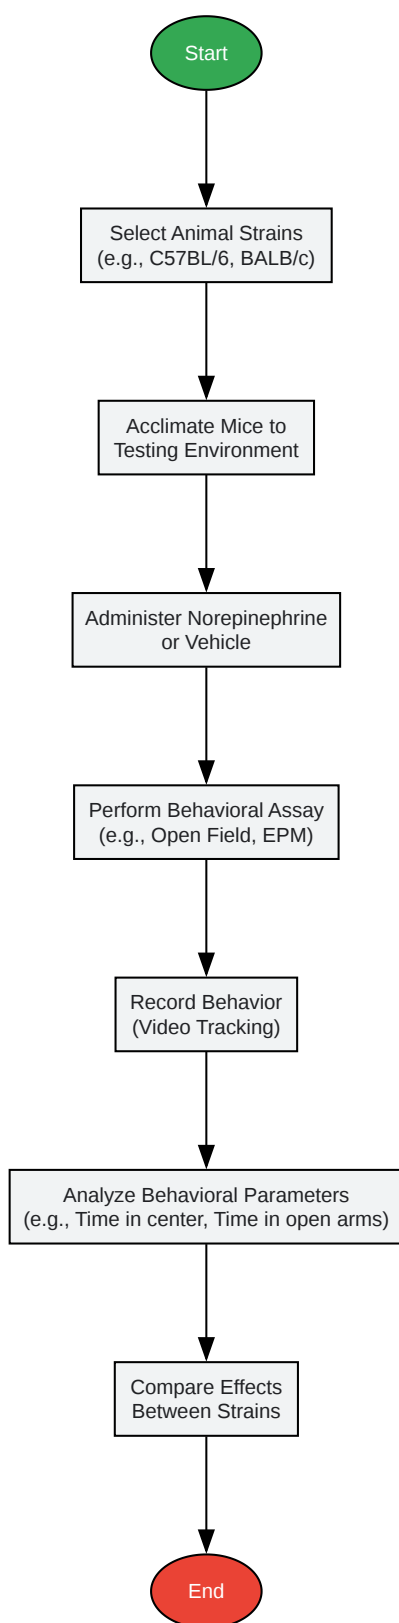 Start
Select Animal Strains
(e.g., C57BL/6, BALB/c)
Acclimate Mice to
Testing Environment
Administer Norepinephrine
or Vehicle
Perform Behavioral Assay
(e.g., Open Field, EPM)
Record Behavior
(Video Tracking)
Analyze Behavioral Parameters
(e.g., Time in center, Time in open arms)
Compare Effects
Between Strains
End